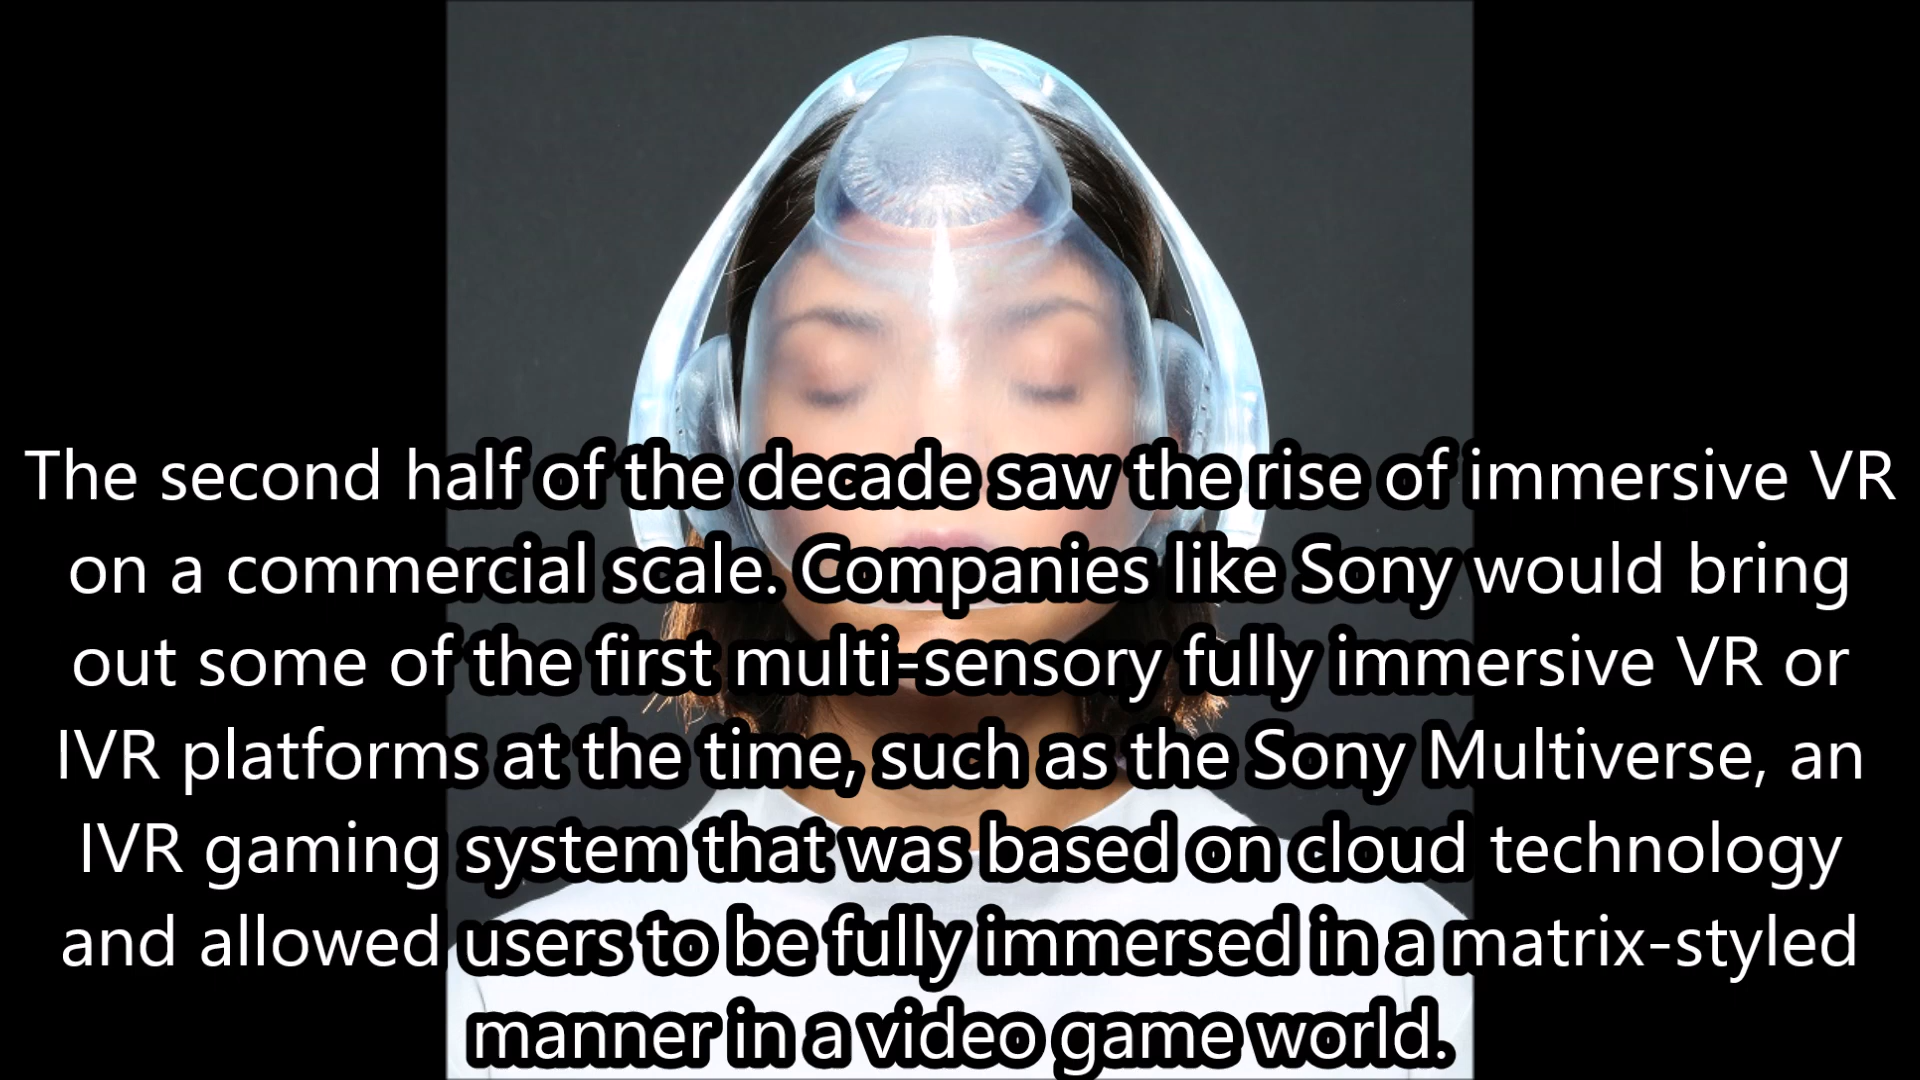 The second half of the decade saw the rise of immersive VR
on a commercial scale. Companies like Sony would bring
out some of the first multi-sensory fully immersive VR or
IVR platforms at the time, such as the Sony Multiverse, an
IVR gaming system that was based on cloud technology
and allowed users to be fully immersed in a matrix-styled
manner in a video game world.